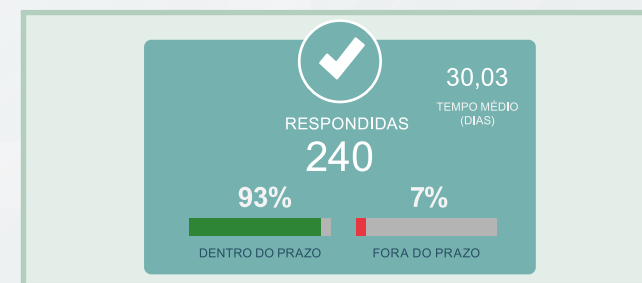 30,03
TEMPO MÉDIO
(DIAS)
RESPONDIDAS
240
93%
7%
DENTRO DO PRAZO
FORA DO PRAZO